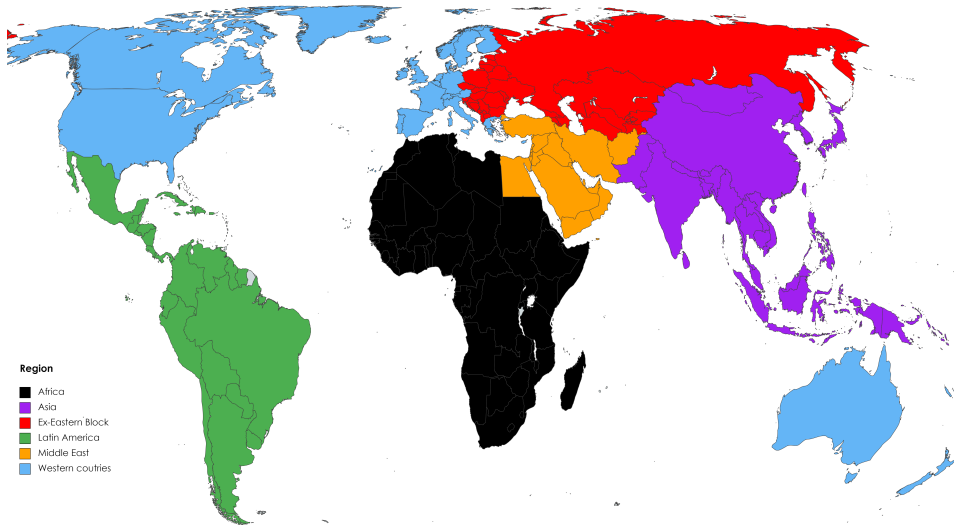 Region
Africa
Asia
Ex-Eastern Block
Latin America
Middle East
Western coutries